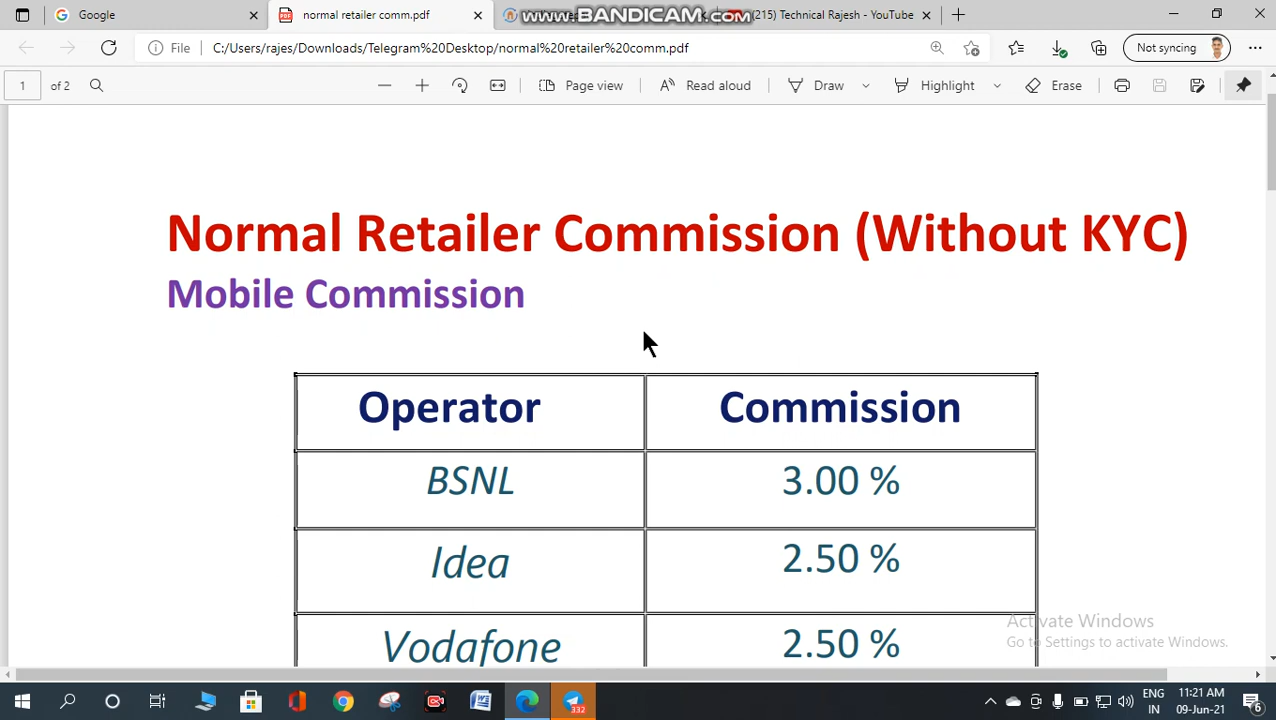 Google
normal retailer comm.pdf
WWW.BANDICAM.COM
(215) Technical Rajesh - YouTube
File
C:/Users/rajes/Downloads/Telegram%20Desktop/normal%20retailer%20comm.pdf
Not syncing
1 of 2
Page view
Read aloud
Draw
Highlight
Erase
Normal Retailer Commission (Without KYC)
Mobile Commission
Operator Commission
BSNL 3.00 %
Idea 2.50 %
Vodafone 2.50 %
Activate Windows
Go to Settings to activate Windows.
332
ENG
IN
11:21 AM
09-Jun-21
6